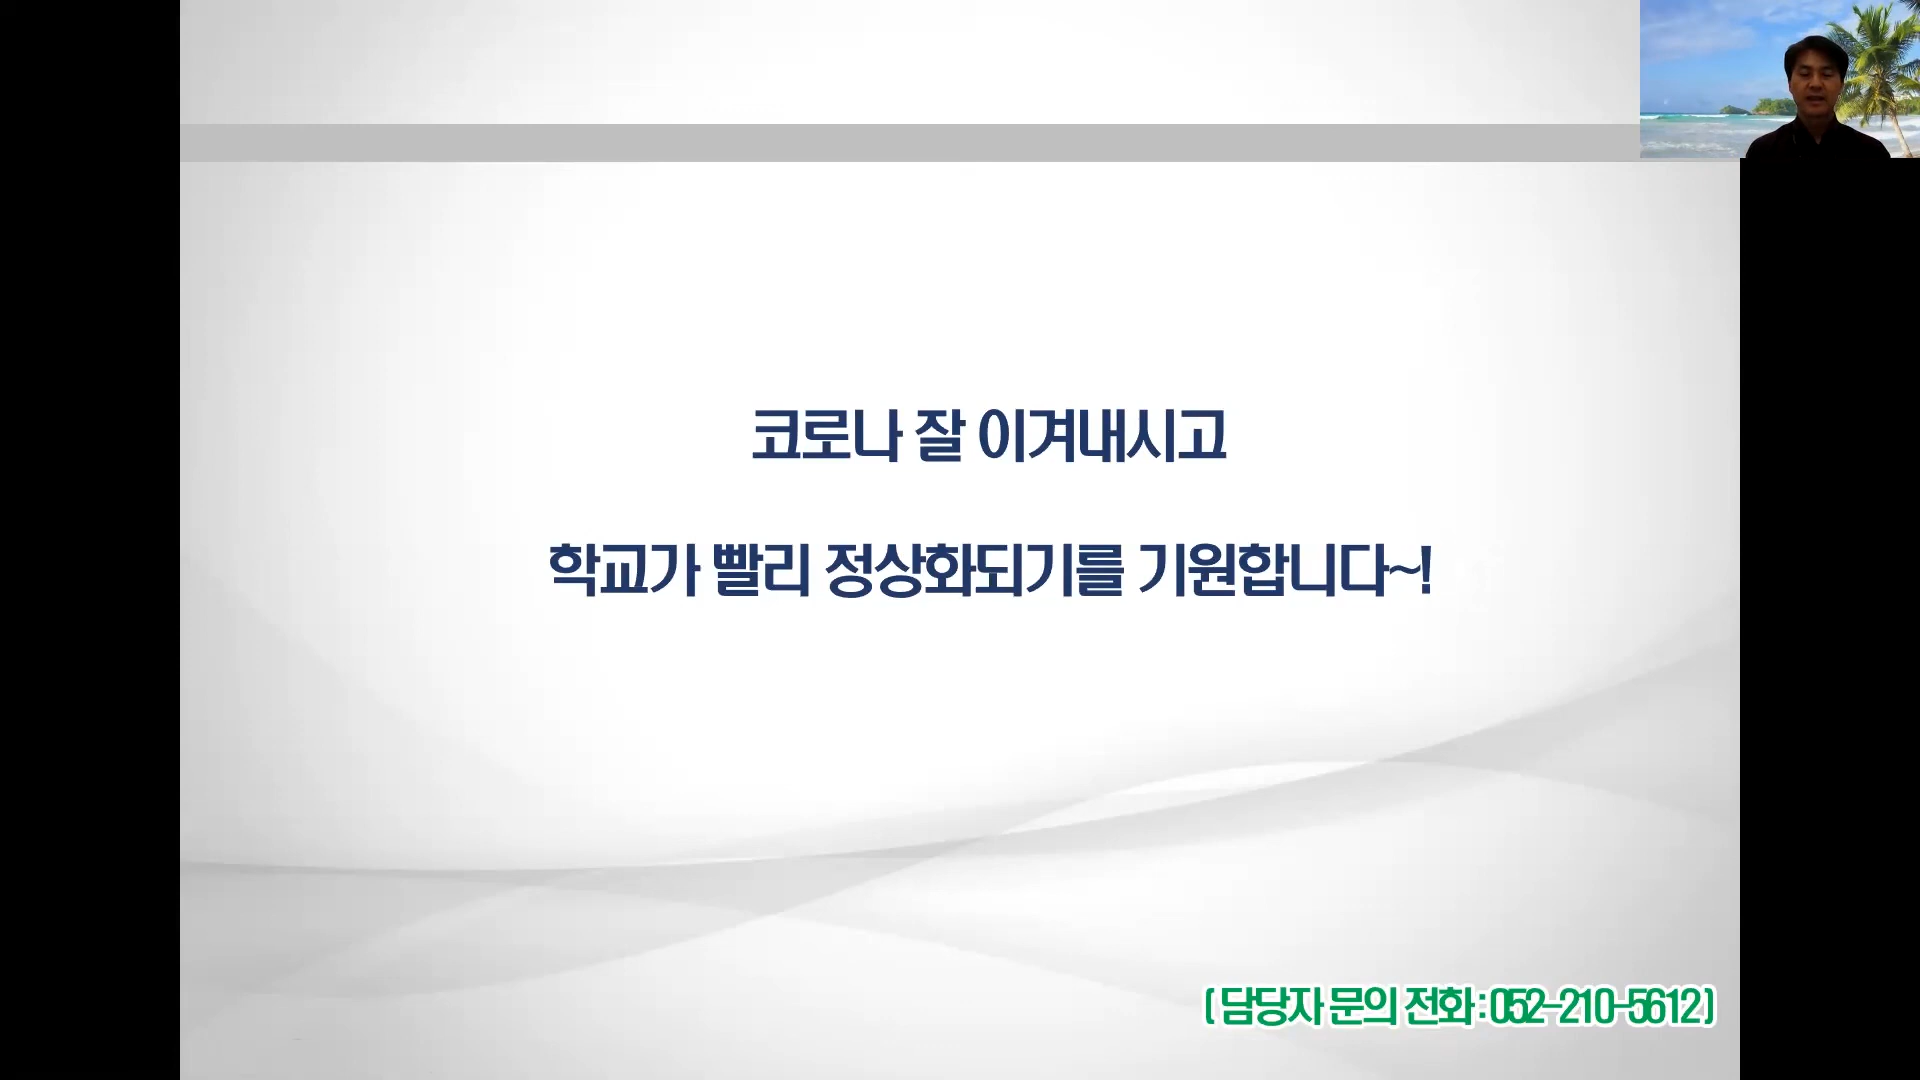 코로나 잘 이겨내시고
학교가 빨리 정상화되기를 기원합니다~!
( 담당자 문의 전화 : 052-210-5612 )